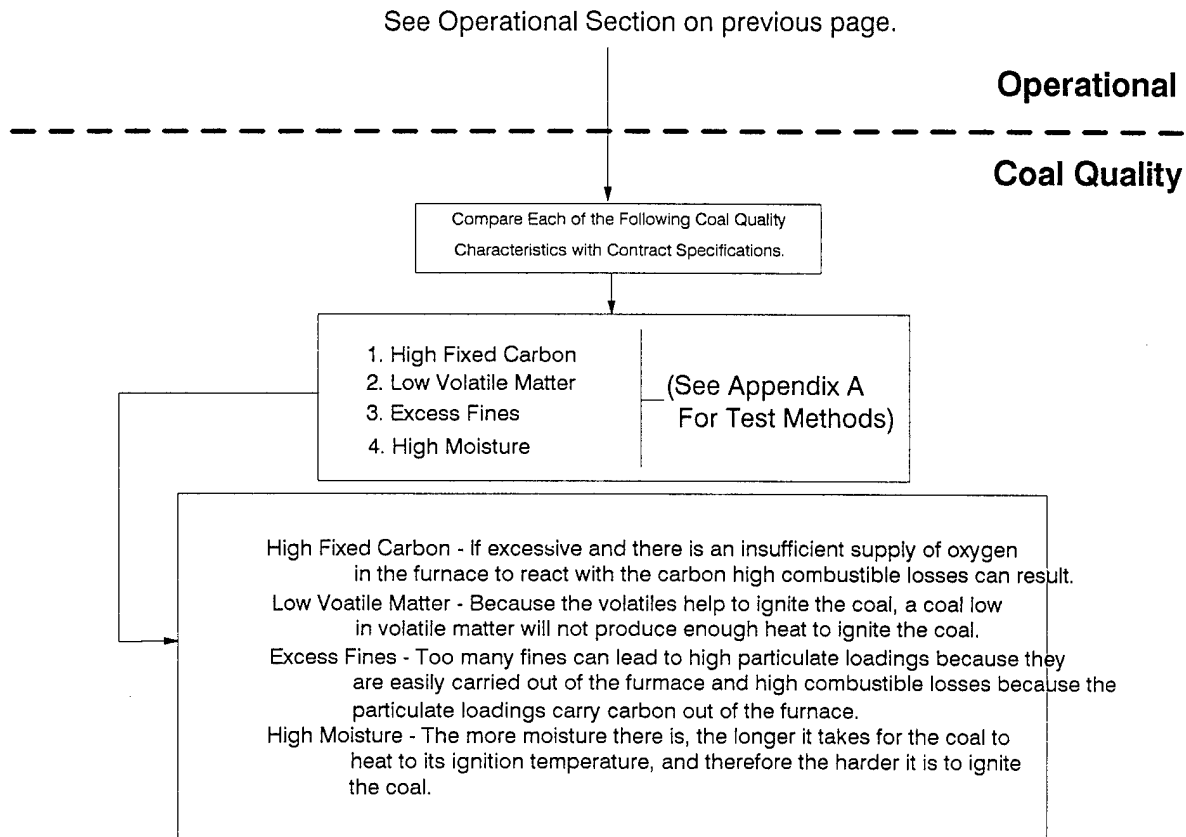 See Operational Section on previous page.
Operational
Coal Quality
Compare Each of the Following Coal Quality
Characteristics with Contract Specifications.
1. High Fixed Carbon
2. Low Volatile Matter
3. Excess Fines
4. High Moisture
(See Appendix A
For Test Methods)
High Fixed Carbon - If excessive and there is an insufficient supply of oxygen
in the furnace to react with the carbon high combustible losses can result.
Low Voatile Matter - Because the volatiles help to ignite the coal, a coal low
in volatile matter will not produce enough heat to ignite the coal.
Excess Fines - Too many fines can lead to high particulate loadings because they
are easily carried out of the furmace and high combustible losses because the
particulate loadings carry carbon out of the furnace.
High Moisture - The more moisture there is, the longer it takes for the coal to
heat to its ignition temperature, and therefore the harder it is to ignite
the coal.